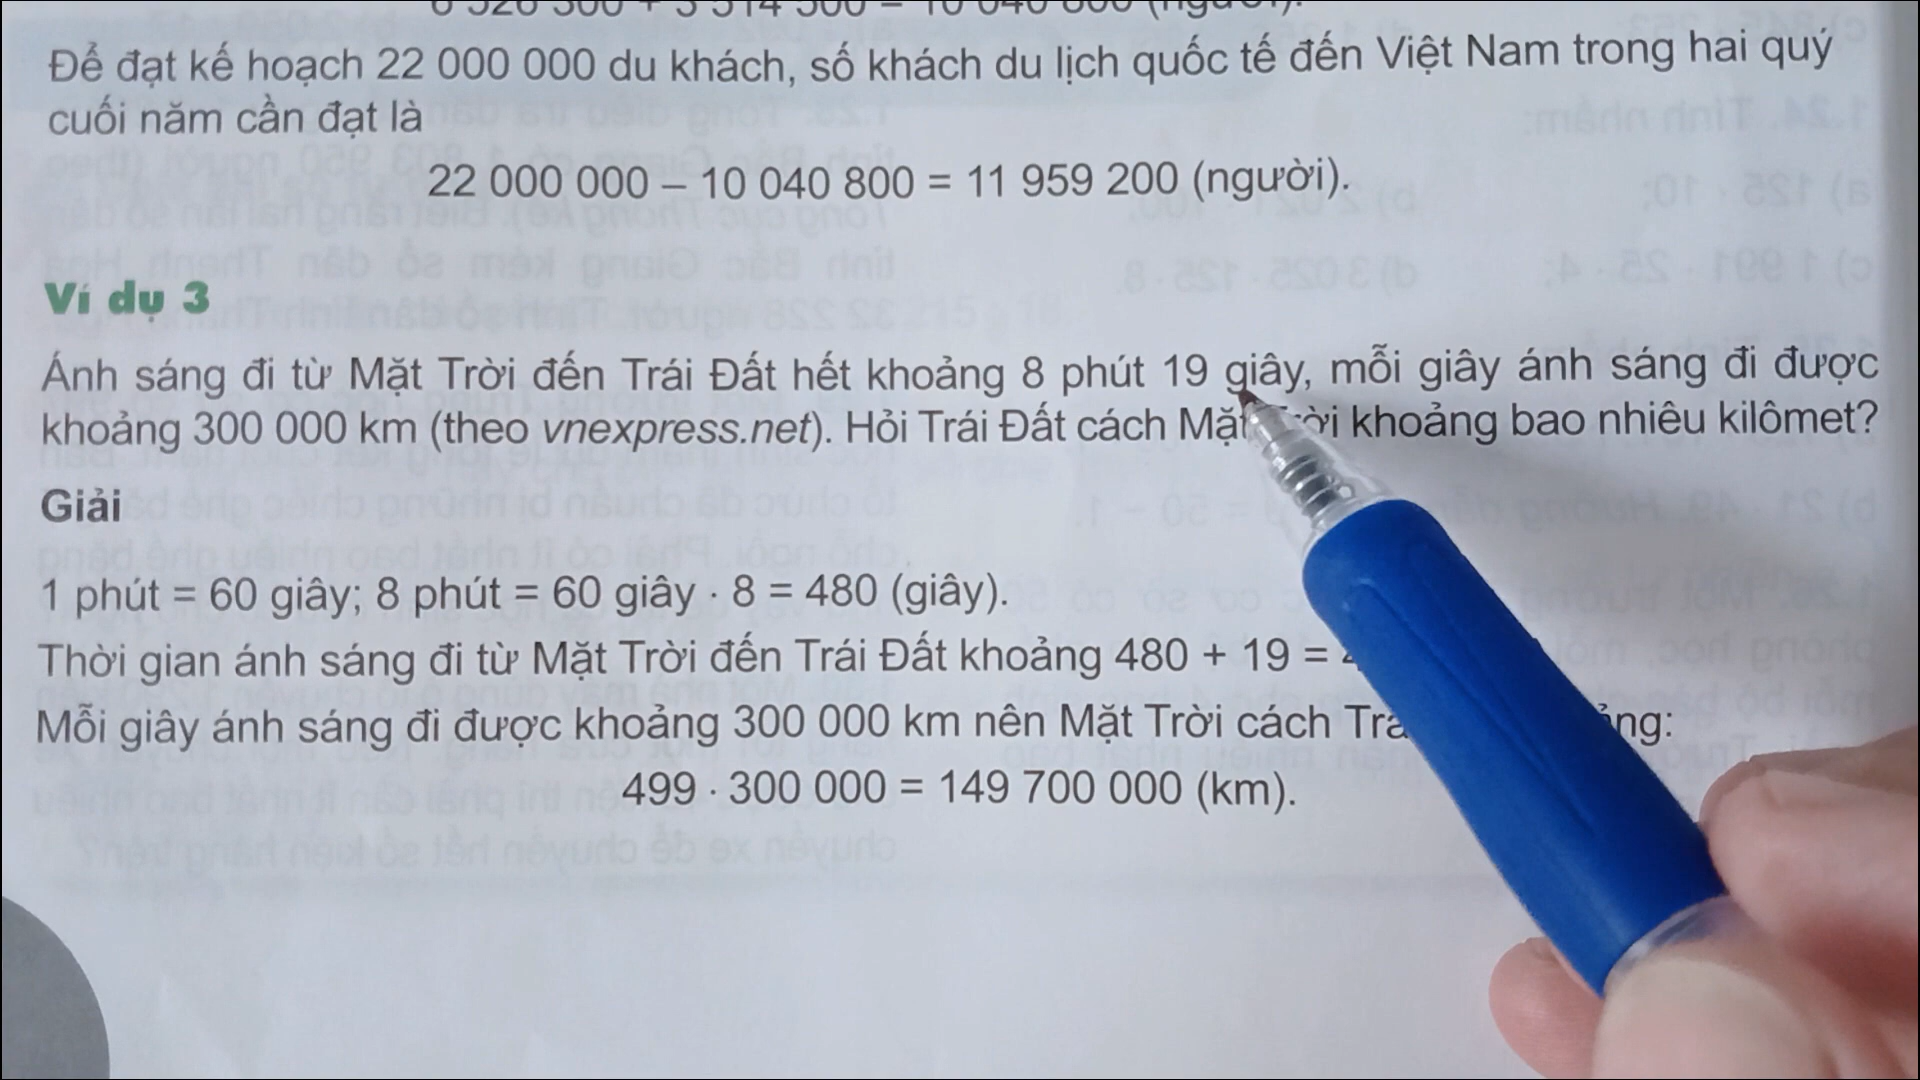 Để đạt kế hoạch 22 000 000 du khách, số khách du lịch quốc tế đến Việt Nam trong hai quý
cuối năm cần đạt là
22 000 000 – 10 040 800 = 11 959 200 (người).
Ví dụ 3
Ánh sáng đi từ Mặt Trời đến Trái Đất hết khoảng 8 phút 19 giây, mỗi giây ánh sáng đi được
khoảng 300 000 km (theo vnexpress.net). Hỏi Trái Đất cách Mặt Trời khoảng bao nhiêu kilômet?
Giải
1 phút = 60 giây; 8 phút = 60 giây · 8 = 480 (giây).
Thời gian ánh sáng đi từ Mặt Trời đến Trái Đất khoảng 480 + 19 =
Mỗi giây ánh sáng đi được khoảng 300 000 km nên Mặt Trời cách
499 · 300 000 = 149 700 000 (km).